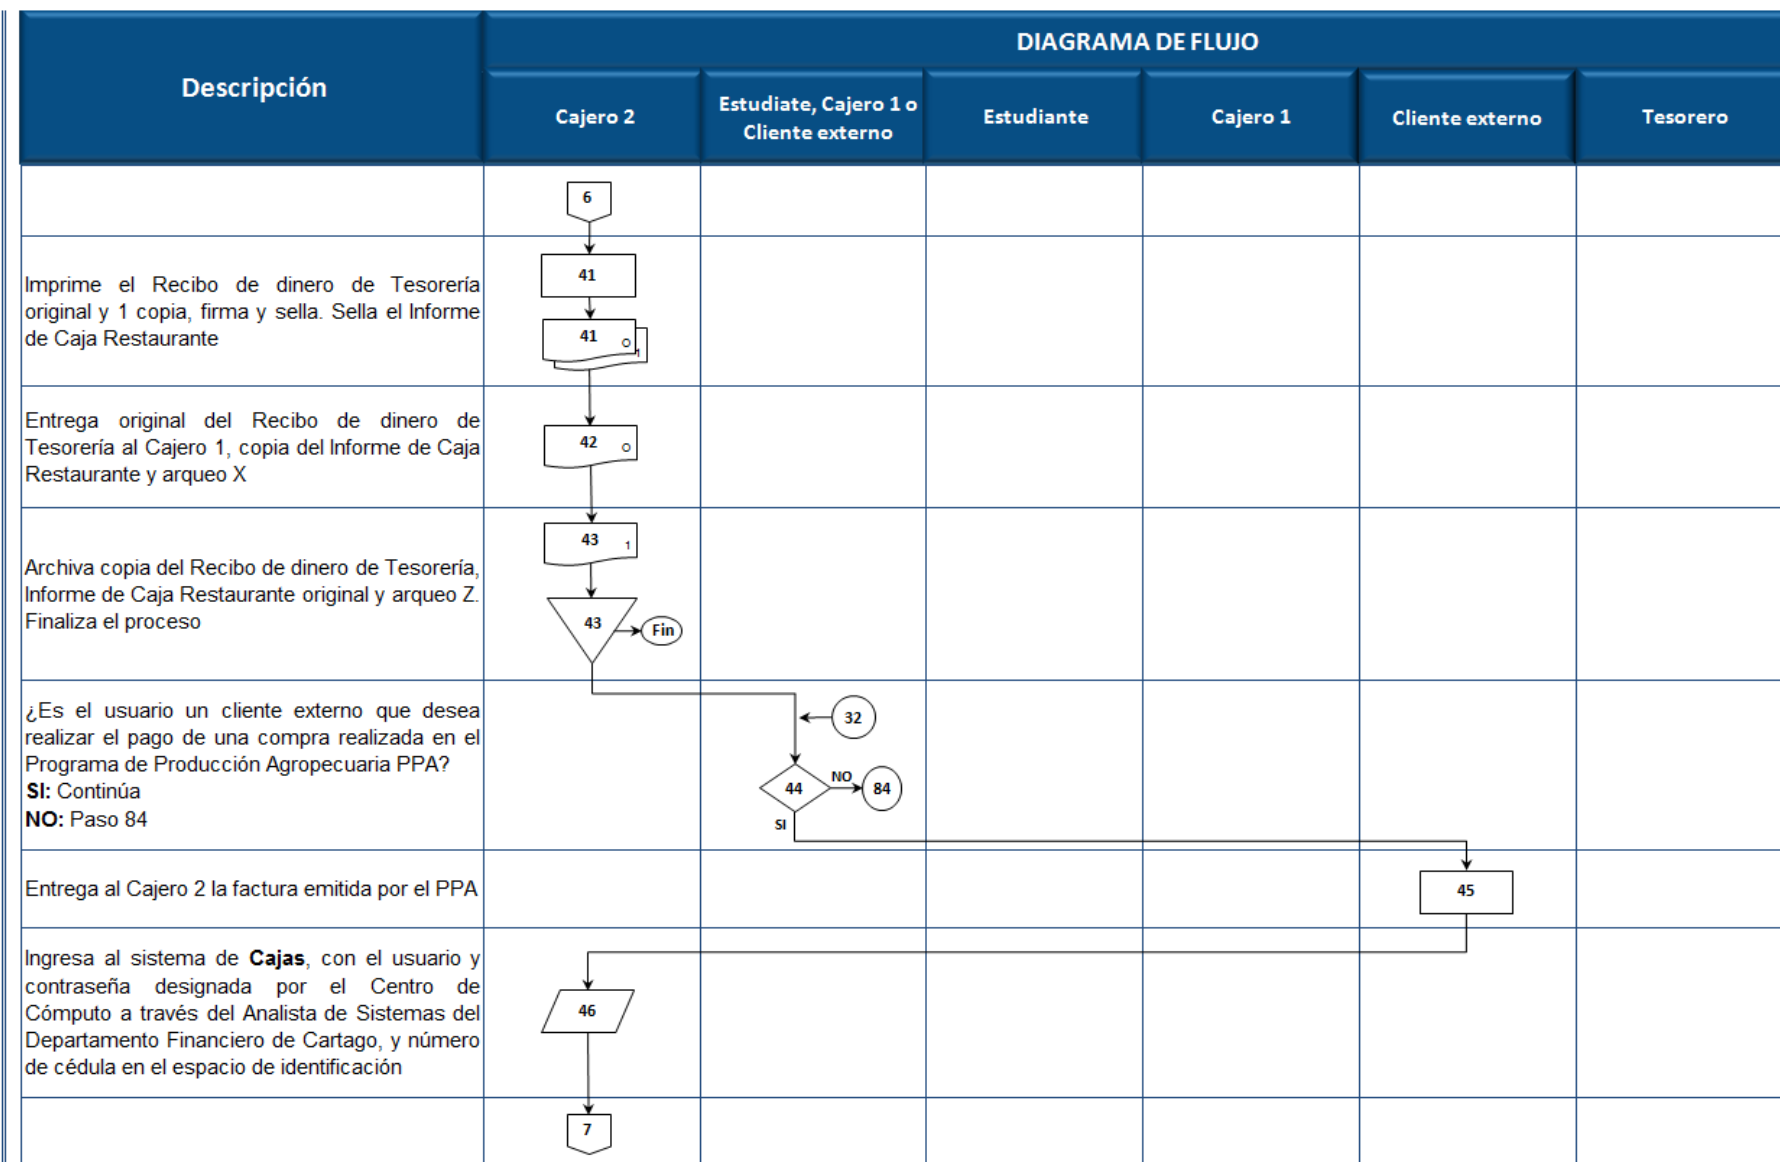 DIAGRAMA DE FLUJO
Descripción
Cajero 2
Estudiate, Cajero 1 o
Cliente externo
Estudiante
Cajero 1
Cliente externo
Tesorero
6
Imprime el Recibo de dinero de Tesorería
original y 1 copia, firma y sella. Sella el Informe
de Caja Restaurante
41
41
O
1
Entrega original del Recibo de dinero de
Tesorería al Cajero 1, copia del Informe de Caja
Restaurante y arqueo X
42
O
Archiva copia del Recibo de dinero de Tesorería,
Informe de Caja Restaurante original y arqueo Z.
Finaliza el proceso
43
1
43
Fin
¿Es el usuario un cliente externo que desea
realizar el pago de una compra realizada en el
Programa de Producción Agropecuaria PPA?
SI: Continúa
NO: Paso 84
32
44
NO
84
SI
Entrega al Cajero 2 la factura emitida por el PPA
45
Ingresa al sistema de Cajas, con el usuario y
contraseña designada por el Centro de
Cómputo a través del Analista de Sistemas del
Departamento Financiero de Cartago, y número
de cédula en el espacio de identificación
46
7